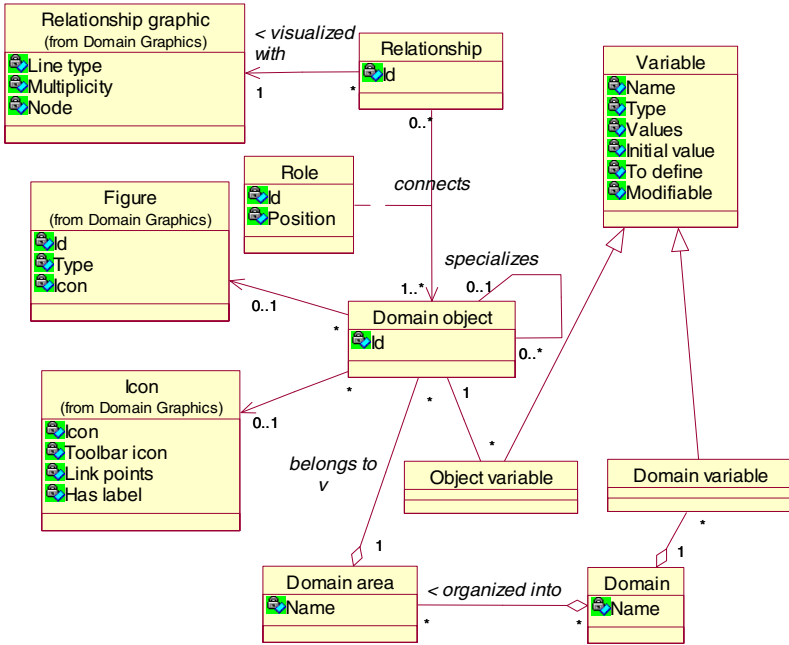 Relationship graphic
(from Domain Graphics)
Line type
Multiplicity
Node
< visualized
with
1
*
Relationship
Id
0..*
Variable
Name
Type
Values
Initial value
To define
Modifiable
Role
Id
Position
connects
Figure
(from Domain Graphics)
Id
Type
Icon
0..1
*
specializes
1..*
0..1
Domain object
Id
0..*
Icon
(from Domain Graphics)
Icon
Toolbar icon
Link points
Has label
0..1
*
*
1
belongs to
v
*
Object variable
Domain variable
*
1
1
Domain area
Name
< organized into
*
*
Domain
Name